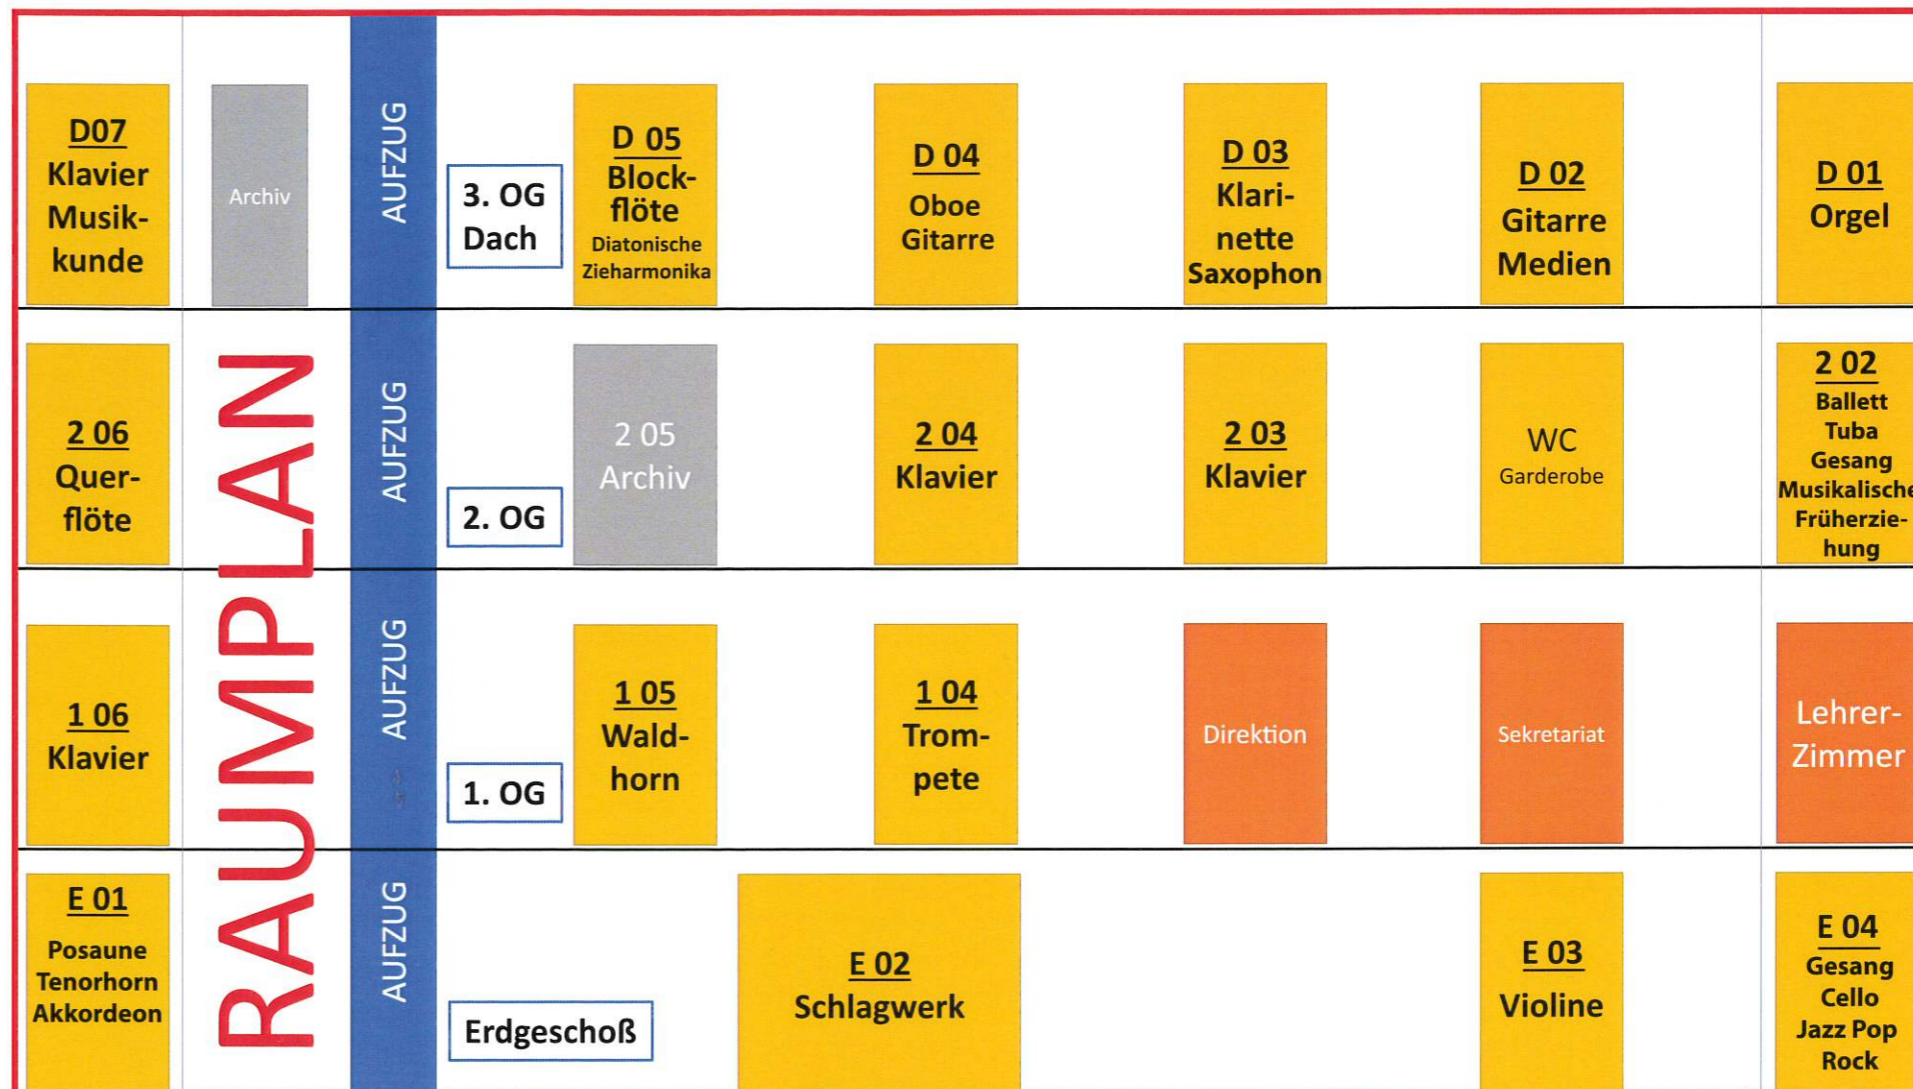 D07
Klavier
Musik-
kunde
Archiv
AUFZUG
3. OG
Dach
D 05
Block-
flöte
Diatonische
Zieharmonika
D 04
Oboe
Gitarre
D 03
Klari-
nette
Saxophon
D 02
Gitarre
Medien
D 01
Orgel
RAUMPLAN
2 06
Quer-
flöte
AUFZUG
2. OG
2 05
Archiv
2 04
Klavier
2 03
Klavier
WC
Garderobe
2 02
Ballett
Tuba
Gesang
Musikalische
Früherzie-
hung
1 06
Klavier
AUFZUG
1. OG
1 05
Wald-
horn
1 04
Trom-
pete
Direktion
Sekretariat
Lehrer-
Zimmer
E 01
Posaune
Tenorhorn
Akkordeon
AUFZUG
Erdgeschoß
E 02
Schlagwerk
E 03
Violine
E 04
Gesang
Cello
Jazz Pop
Rock